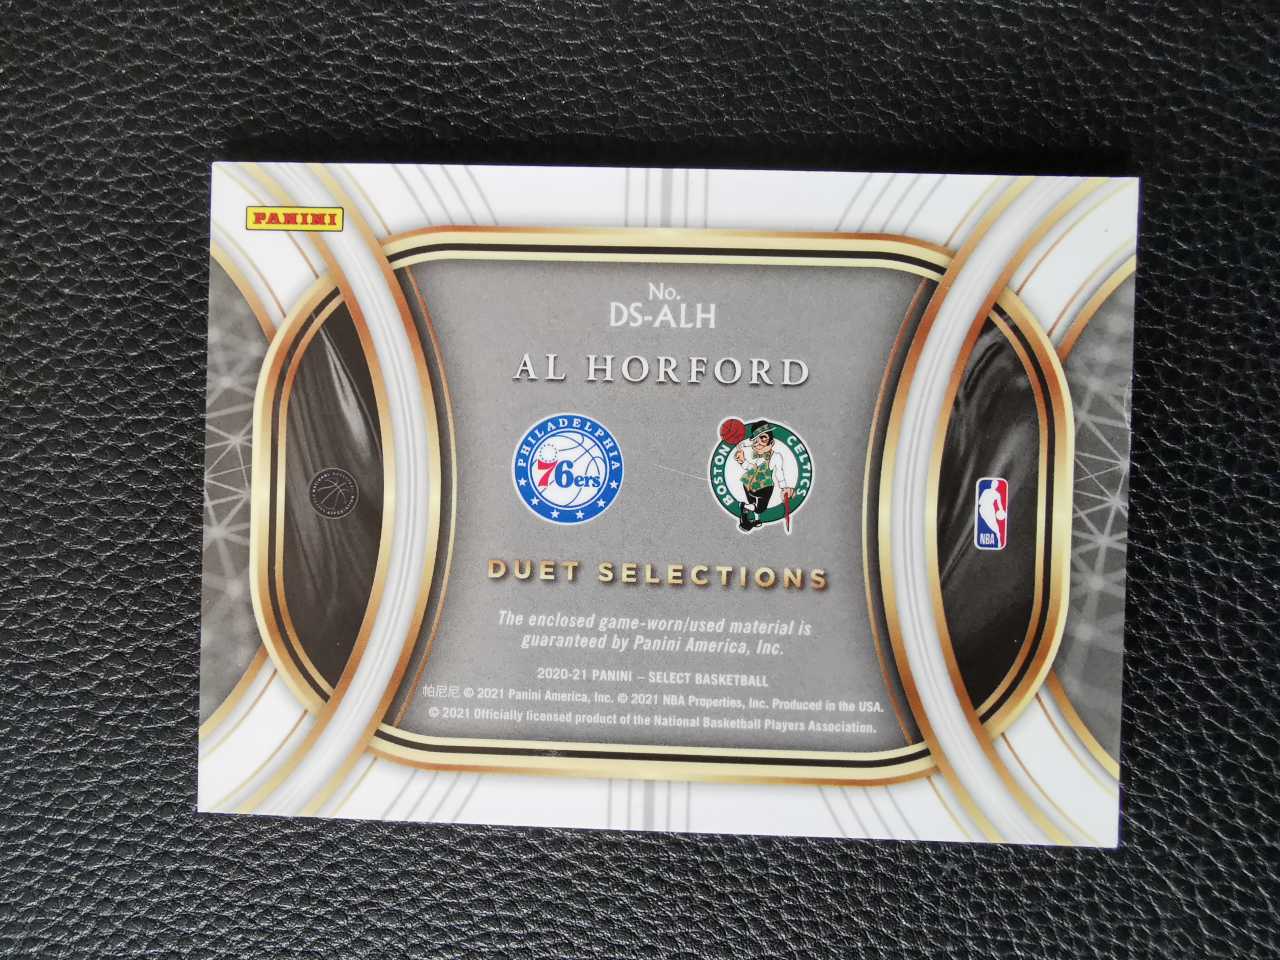 PANINI
No.
DS-ALH
AL HORFORD
PHILADELPHIA
76ers
BOSTON CELTICS
NBA
DUET SELECTIONS
The enclosed game-worn/used material is
guaranteed by Panini America, Inc.
2020-21 PANINI – SELECT BASKETBALL
帕尼尼 © 2021 Panini America, Inc. © 2021 NBA Properties, Inc. Produced in the USA.
© 2021 Officially licensed product of the National Basketball Players Association.